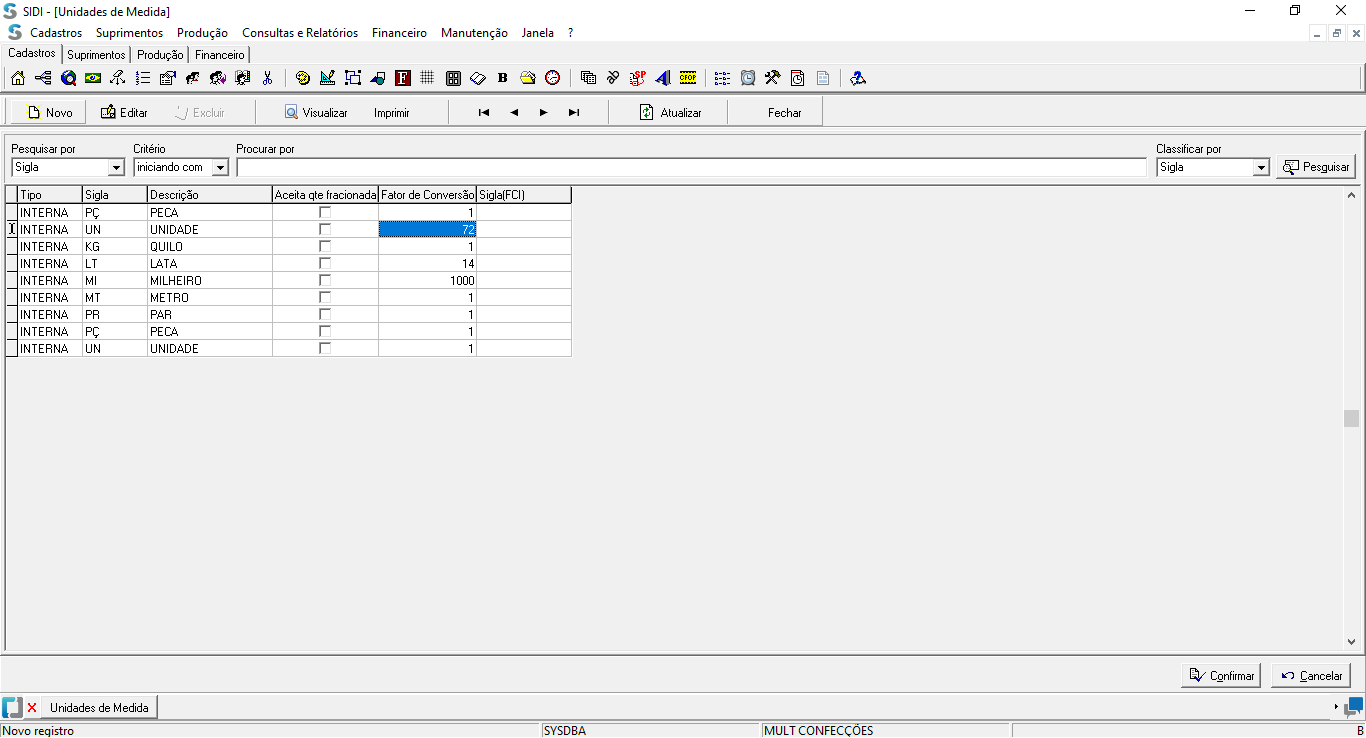 SIDI - [Unidades de Medida]
Cadastros Suprimentos Produção Consultas e Relatórios Financeiro Manutenção Janela ?
Cadastros Suprimentos Produção Financeiro
F B SP CFOP
Novo Editar Excluir Visualizar Imprimir Atualizar Fechar
Pesquisar por Critério Procurar por Classificar por
Sigla iniciando com Sigla Pesquisar
Tipo Sigla Descrição Aceita qte fracionada Fator de Conversão Sigla(FCI)
INTERNA PÇ PECA 1
INTERNA UN UNIDADE 72
INTERNA KG QUILO 1
INTERNA LT LATA 14
INTERNA MI MILHEIRO 1000
INTERNA MT METRO 1
INTERNA PR PAR 1
INTERNA PÇ PECA 1
INTERNA UN UNIDADE 1
Confirmar Cancelar
Unidades de Medida
Novo registro SYSDBA MULT CONFECÇÕES B